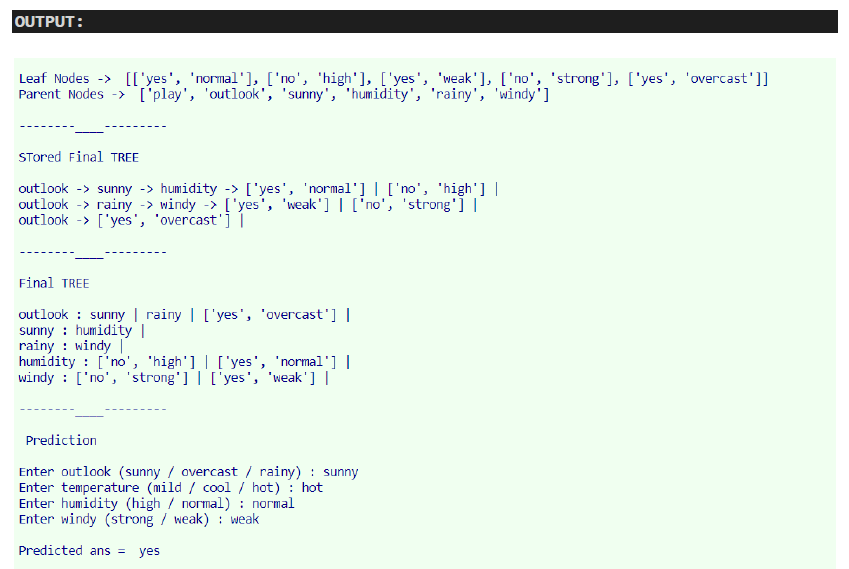 OUTPUT:
Leaf Nodes ->  [['yes', 'normal'], ['no', 'high'], ['yes', 'weak'], ['no', 'strong'], ['yes', 'overcast']]
Parent Nodes ->  ['play', 'outlook', 'sunny', 'humidity', 'rainy', 'windy']
--------____---------
STored Final TREE
outlook -> sunny -> humidity -> ['yes', 'normal'] | ['no', 'high'] |
outlook -> rainy -> windy -> ['yes', 'weak'] | ['no', 'strong'] |
outlook -> ['yes', 'overcast'] |
--------____---------
Final TREE
outlook : sunny | rainy | ['yes', 'overcast'] |
sunny : humidity |
rainy : windy |
humidity : ['no', 'high'] | ['yes', 'normal'] |
windy : ['no', 'strong'] | ['yes', 'weak'] |
--------____---------
Prediction
Enter outlook (sunny / overcast / rainy) : sunny
Enter temperature (mild / cool / hot) : hot
Enter humidity (high / normal) : normal
Enter windy (strong / weak) : weak
Predicted ans =  yes